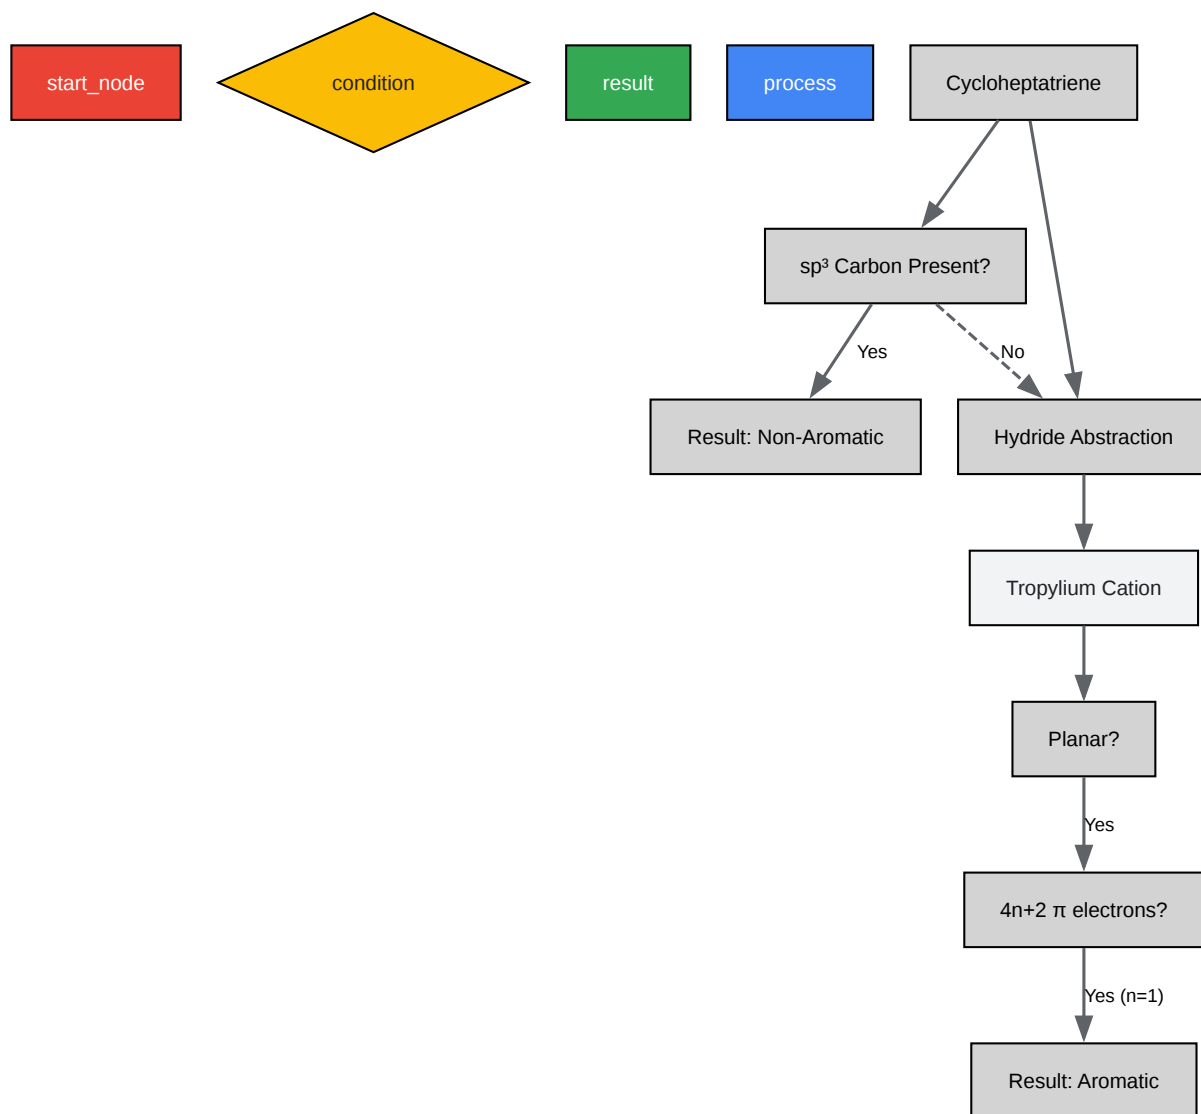 start_node
condition
result
process
Cycloheptatriene
sp³ Carbon Present?
Yes
No
Result: Non-Aromatic
Hydride Abstraction
Tropylium Cation
Planar?
Yes
4n+2 π electrons?
Yes (n=1)
Result: Aromatic